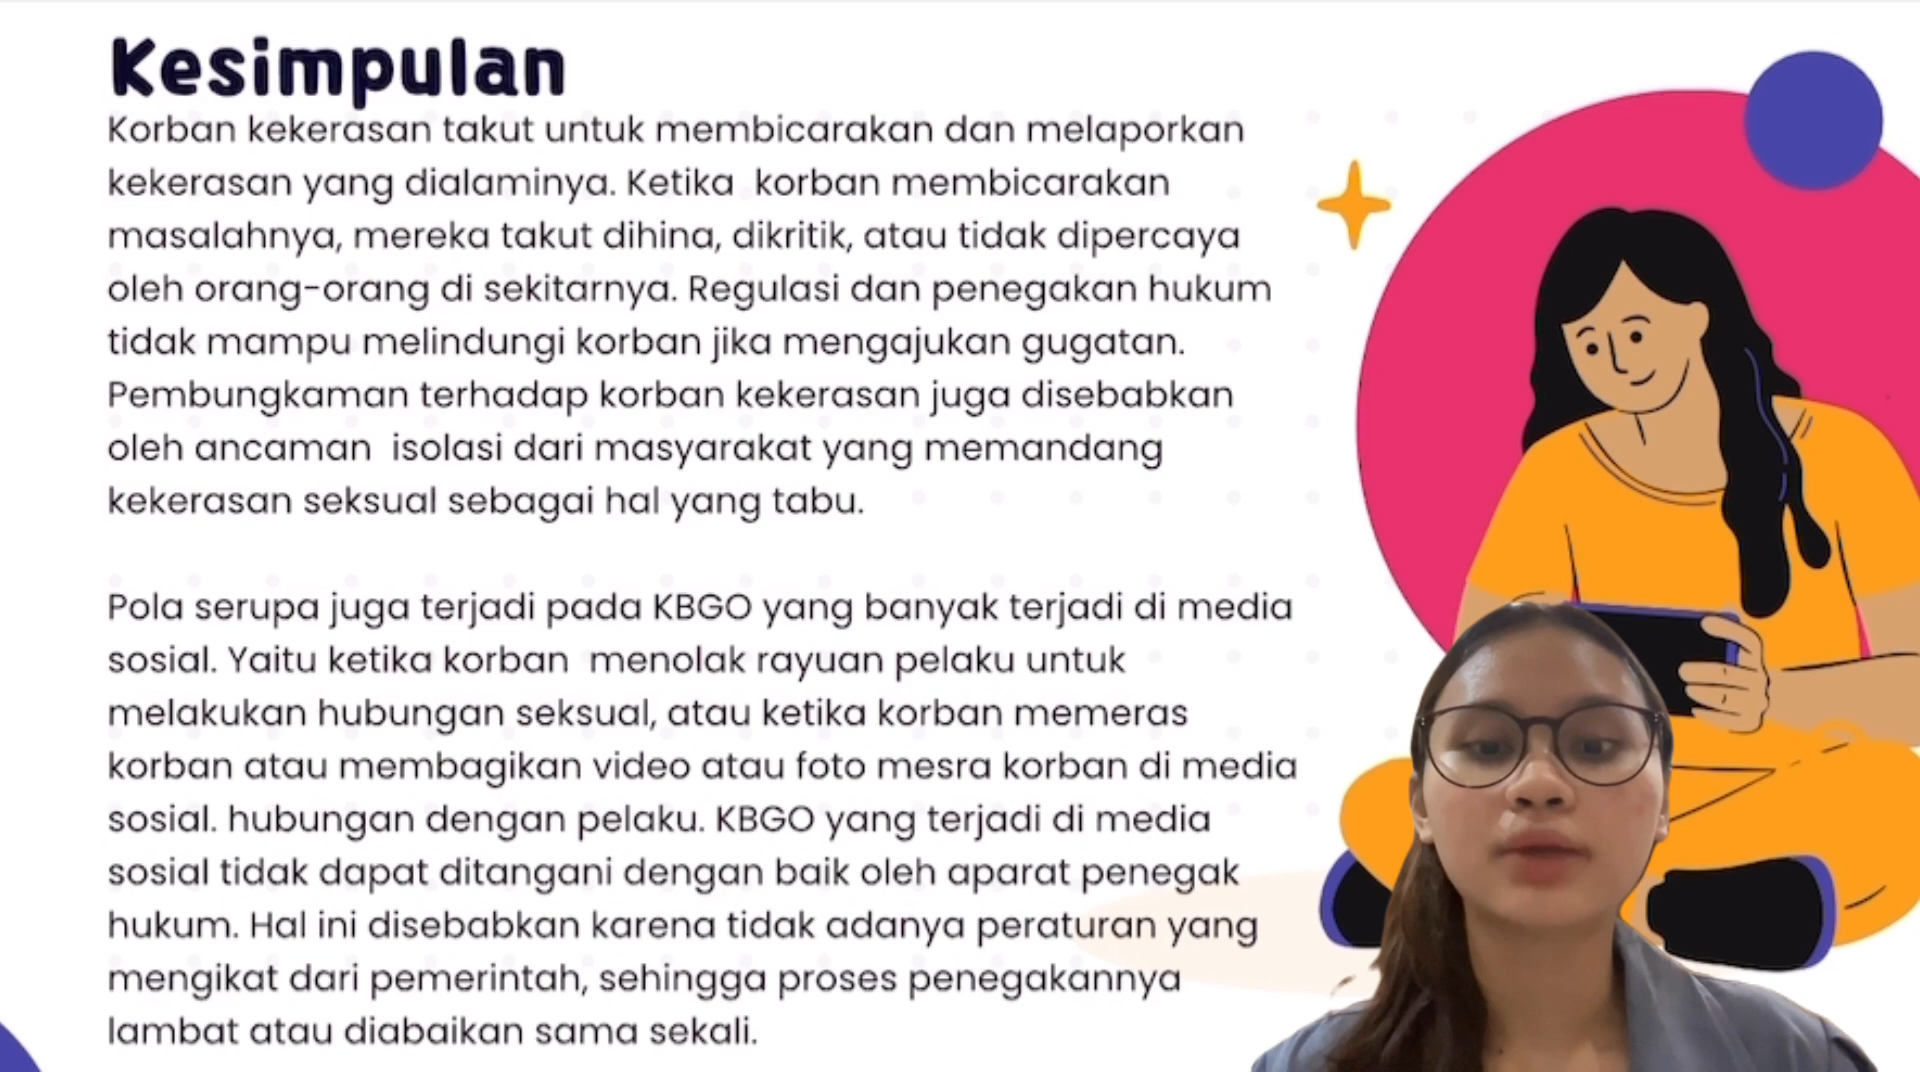 Kesimpulan
Korban kekerasan takut untuk membicarakan dan melaporkan
kekerasan yang dialaminya. Ketika  korban membicarakan
masalahnya, mereka takut dihina, dikritik, atau tidak dipercaya
oleh orang-orang di sekitarnya. Regulasi dan penegakan hukum
tidak mampu melindungi korban jika mengajukan gugatan.
Pembungkaman terhadap korban kekerasan juga disebabkan
oleh ancaman  isolasi dari masyarakat yang memandang
kekerasan seksual sebagai hal yang tabu.
Pola serupa juga terjadi pada KBGO yang banyak terjadi di media
sosial. Yaitu ketika korban  menolak rayuan pelaku untuk
melakukan hubungan seksual, atau ketika korban memeras
korban atau membagikan video atau foto mesra korban di media
sosial. hubungan dengan pelaku. KBGO yang terjadi di media
sosial tidak dapat ditangani dengan baik oleh aparat penegak
hukum. Hal ini disebabkan karena tidak adanya peraturan yang
mengikat dari pemerintah, sehingga proses penegakannya
lambat atau diabaikan sama sekali.